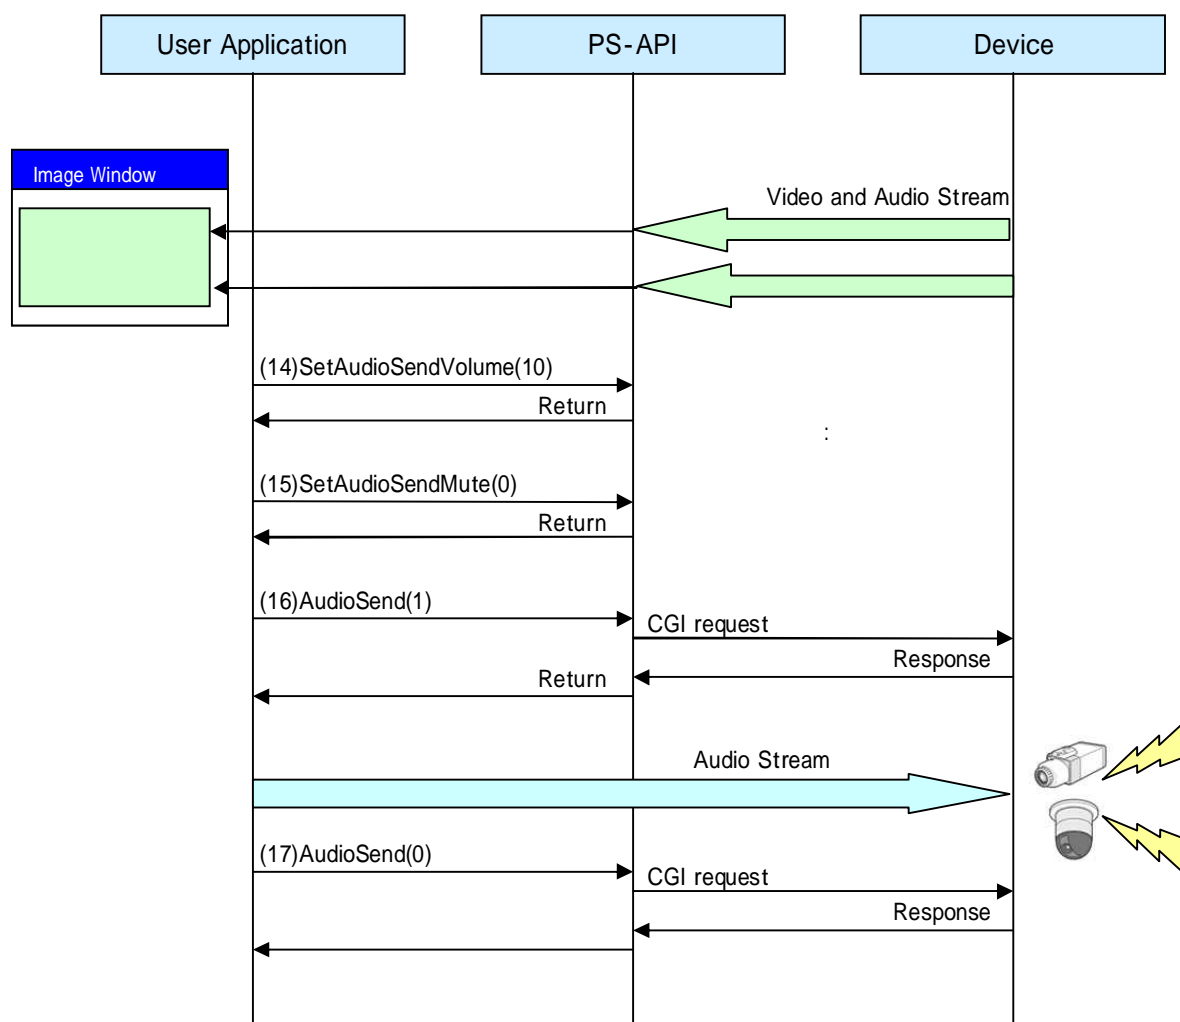 User Application
PS-API
Device
Image Window
Video and Audio Stream
(14)SetAudioSendVolume(10)
Return
:
(15)SetAudioSendMute(0)
Return
(16)AudioSend(1)
CGI request
Response
Return
Audio Stream
(17)AudioSend(0)
CGI request
Response